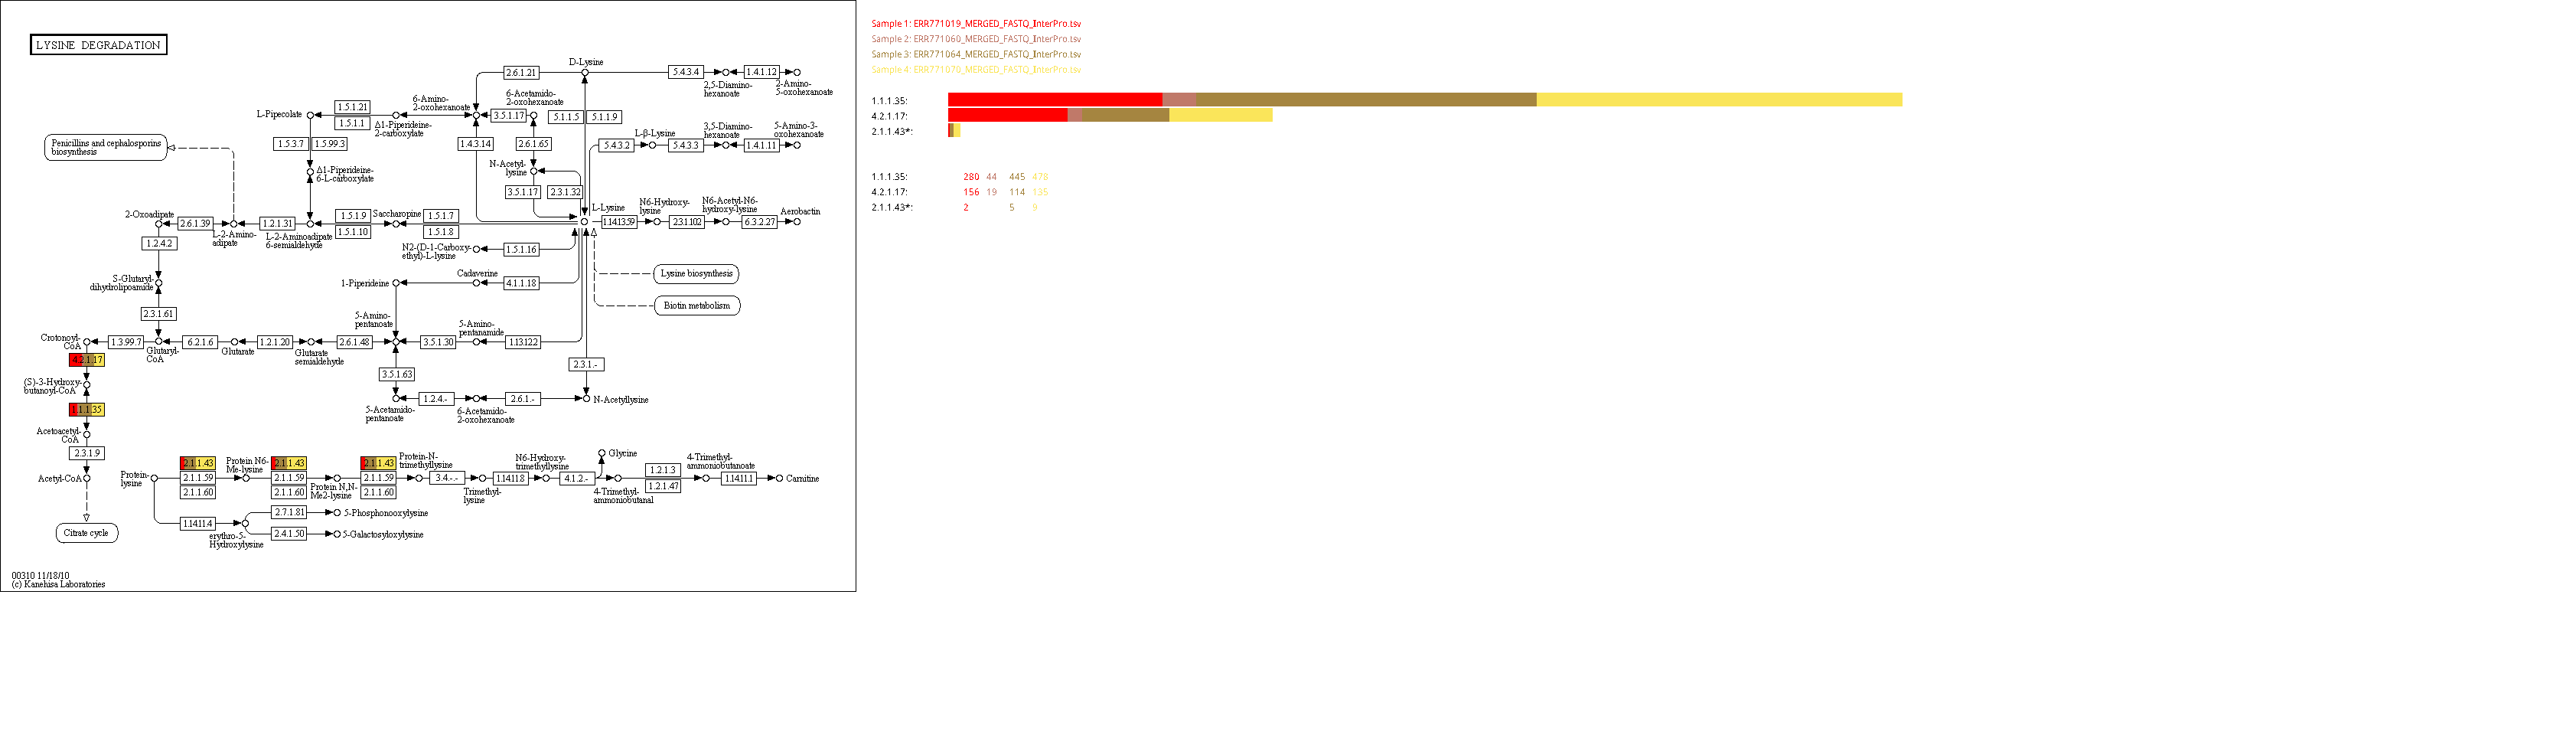 LYSINE DEGRADATION
D-Lysine
2.6.1.21
5.4.3.4
1.4.1.12
2,5-Diamino-
hexanoate
2-Amino-
5-oxohexanoate
6-Amino-
2-oxohexanoate
6-Acetamido-
2-oxohexanoate
L-Pipecolate
1.5.1.21
1.5.1.1
Δ1-Piperideine-
2-carboxylate
3.5.1.17
5.1.1.5
5.1.1.9
L-β-Lysine
3,5-Diamino-
hexanoate
5-Amino-3-
oxohexanoate
Penicillins and cephalosporins
biosynthesis
1.5.3.7
1.5.99.3
1.4.3.14
2.6.1.65
5.4.3.2
5.4.3.3
1.4.1.11
N-Acetyl-
lysine
Δ1-Piperideine-
6-L-carboxylate
3.5.1.17
2.3.1.32
L-Lysine
N6-Hydroxy-
lysine
N6-Acetyl-N6-
hydroxy-lysine
Aerobactin
2-Oxoadipate
2.6.1.39
L-2-Amino-
adipate
1.2.1.31
L-2-Aminoadipate
6-semialdehyde
1.5.1.9
1.5.1.10
Saccharopine
1.5.1.7
1.5.1.8
1.14.13.59
2.3.1.102
6.3.2.27
1.2.4.2
N2-(D-1-Carboxy-
ethyl)-L-lysine
1.5.1.16
Lysine biosynthesis
S-Glutaryl-
dihydrolipoamide
1-Piperideine
Cadaverine
4.1.1.18
Biotin metabolism
2.3.1.61
5-Amino-
pentanoate
5-Amino-
pentanamide
Crotonoyl-
CoA
1.3.99.7
Glutaryl-
CoA
6.2.1.6
Glutarate
1.2.1.20
Glutarate
semialdehyde
2.6.1.48
3.5.1.30
1.13.12.2
4.2.1.17
2.3.1.-
3.5.1.63
(S)-3-Hydroxy-
butanoyl-CoA
1.1.1.35
5-Acetamido-
pentanoate
1.2.4.-
6-Acetamido-
2-oxohexanoate
2.6.1.-
N-Acetyllysine
Acetoacetyl-
CoA
2.3.1.9
Acetyl-CoA
Citrate cycle
Protein-
lysine
2.1.1.43
2.1.1.59
2.1.1.60
Protein N6-
Me-lysine
2.1.1.43
2.1.1.59
2.1.1.60
Protein N,N-
Me2-lysine
2.1.1.43
2.1.1.59
2.1.1.60
Protein-N-
trimethyllysine
3.4.-.-
Trimethyl-
lysine
1.14.11.8
N6-Hydroxy-
trimethyllysine
4.1.2.-
Glycine
4-Trimethyl-
ammoniobutanal
1.2.1.3
1.2.1.47
4-Trimethyl-
ammoniobutanoate
1.14.11.1
Carnitine
1.14.11.4
erythro-5-
Hydroxylysine
2.7.1.81
5-Phosphonooxylysine
2.4.1.50
5-Galactosyloxylysine
00310 11/18/10
(c) Kanehisa Laboratories
Sample 1: ERR771019_MERGED_FASTQ_InterPro.tsv
Sample 2: ERR771060_MERGED_FASTQ_InterPro.tsv
Sample 3: ERR771064_MERGED_FASTQ_InterPro.tsv
Sample 4: ERR771070_MERGED_FASTQ_InterPro.tsv
1.1.1.35:
4.2.1.17:
2.1.1.43*:
1.1.1.35: 280 44 445 478
4.2.1.17: 156 19 114 135
2.1.1.43*: 2 5 9